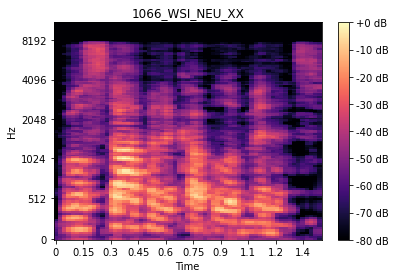 1066_WSI_NEU_XX
Hz
8192
4096
2048
1024
512
0
0 0.15 0.3 0.45 0.6 0.75 0.9 1.1 1.2 1.4
Time
+0 dB
-10 dB
-20 dB
-30 dB
-40 dB
-50 dB
-60 dB
-70 dB
-80 dB